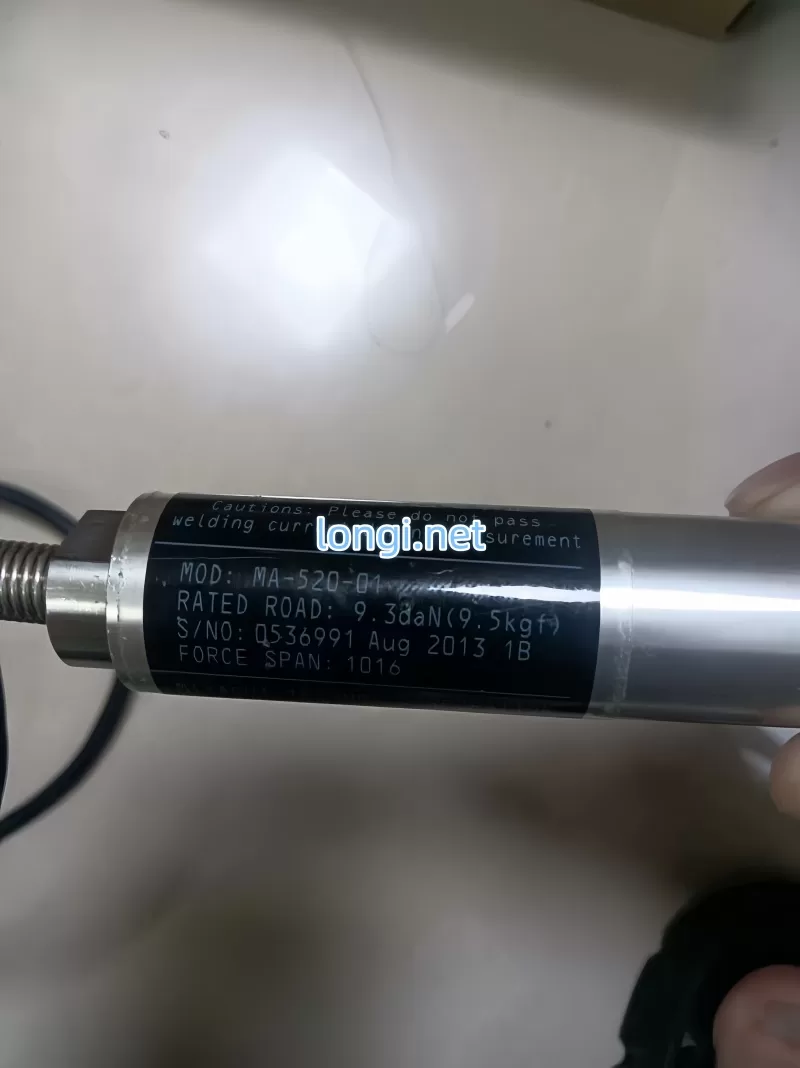 Cautions: Please do not pass
welding curr surement
longi.net
MOD: MA-520-01
RATED ROAD: 9.3daN(9.5kgf)
S/NO: Q536991 Aug 2013 1B
FORCE SPAN: 1016